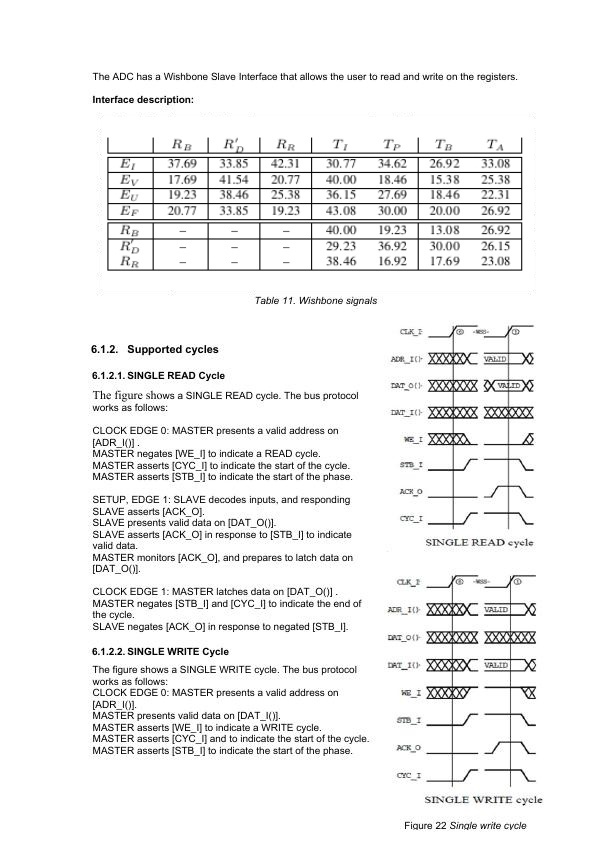 The ADC has a Wishbone Slave Interface that allows the user to read and write on the registers.
Interface description:
R_B R'_D R_R T_I T_P T_B T_A
E_I 37.69 33.85 42.31 30.77 34.62 26.92 33.08
E_V 17.69 41.54 20.77 40.00 18.46 15.38 25.38
E_U 19.23 38.46 25.38 36.15 27.69 18.46 22.31
E_F 20.77 33.85 19.23 43.08 30.00 20.00 26.92
R_B – – – 40.00 19.23 13.08 26.92
R'_D – – – 29.23 36.92 30.00 26.15
R_R – – – 38.46 16.92 17.69 23.08
Table 11. Wishbone signals
6.1.2. Supported cycles
6.1.2.1. SINGLE READ Cycle
The figure shows a SINGLE READ cycle. The bus protocol
works as follows:
CLOCK EDGE 0: MASTER presents a valid address on
[ADR_I()] .
MASTER negates [WE_I] to indicate a READ cycle.
MASTER asserts [CYC_I] to indicate the start of the cycle.
MASTER asserts [STB_I] to indicate the start of the phase.
SETUP, EDGE 1: SLAVE decodes inputs, and responding
SLAVE asserts [ACK_O].
SLAVE presents valid data on [DAT_O()].
SLAVE asserts [ACK_O] in response to [STB_I] to indicate
valid data.
MASTER monitors [ACK_O], and prepares to latch data on
[DAT_O()].
CLOCK EDGE 1: MASTER latches data on [DAT_O()] .
MASTER negates [STB_I] and [CYC_I] to indicate the end of
the cycle.
SLAVE negates [ACK_O] in response to negated [STB_I].
6.1.2.2. SINGLE WRITE Cycle
The figure shows a SINGLE WRITE cycle. The bus protocol
works as follows:
CLOCK EDGE 0: MASTER presents a valid address on
[ADR_I()].
MASTER presents valid data on [DAT_I()].
MASTER asserts [WE_I] to indicate a WRITE cycle.
MASTER asserts [CYC_I] and to indicate the start of the cycle.
MASTER asserts [STB_I] to indicate the start of the phase.
CLK_I 0 -WSS- 1
ADR_I() VALID
DAT_O() VALID
DAT_I()
WE_I
STB_I
ACK_O
CYC_I
SINGLE READ cycle
CLK_I 0 -WSS- 1
ADR_I() VALID
DAT_O()
DAT_I() VALID
WE_I
STB_I
ACK_O
CYC_I
SINGLE WRITE cycle
Figure 22 Single write cycle